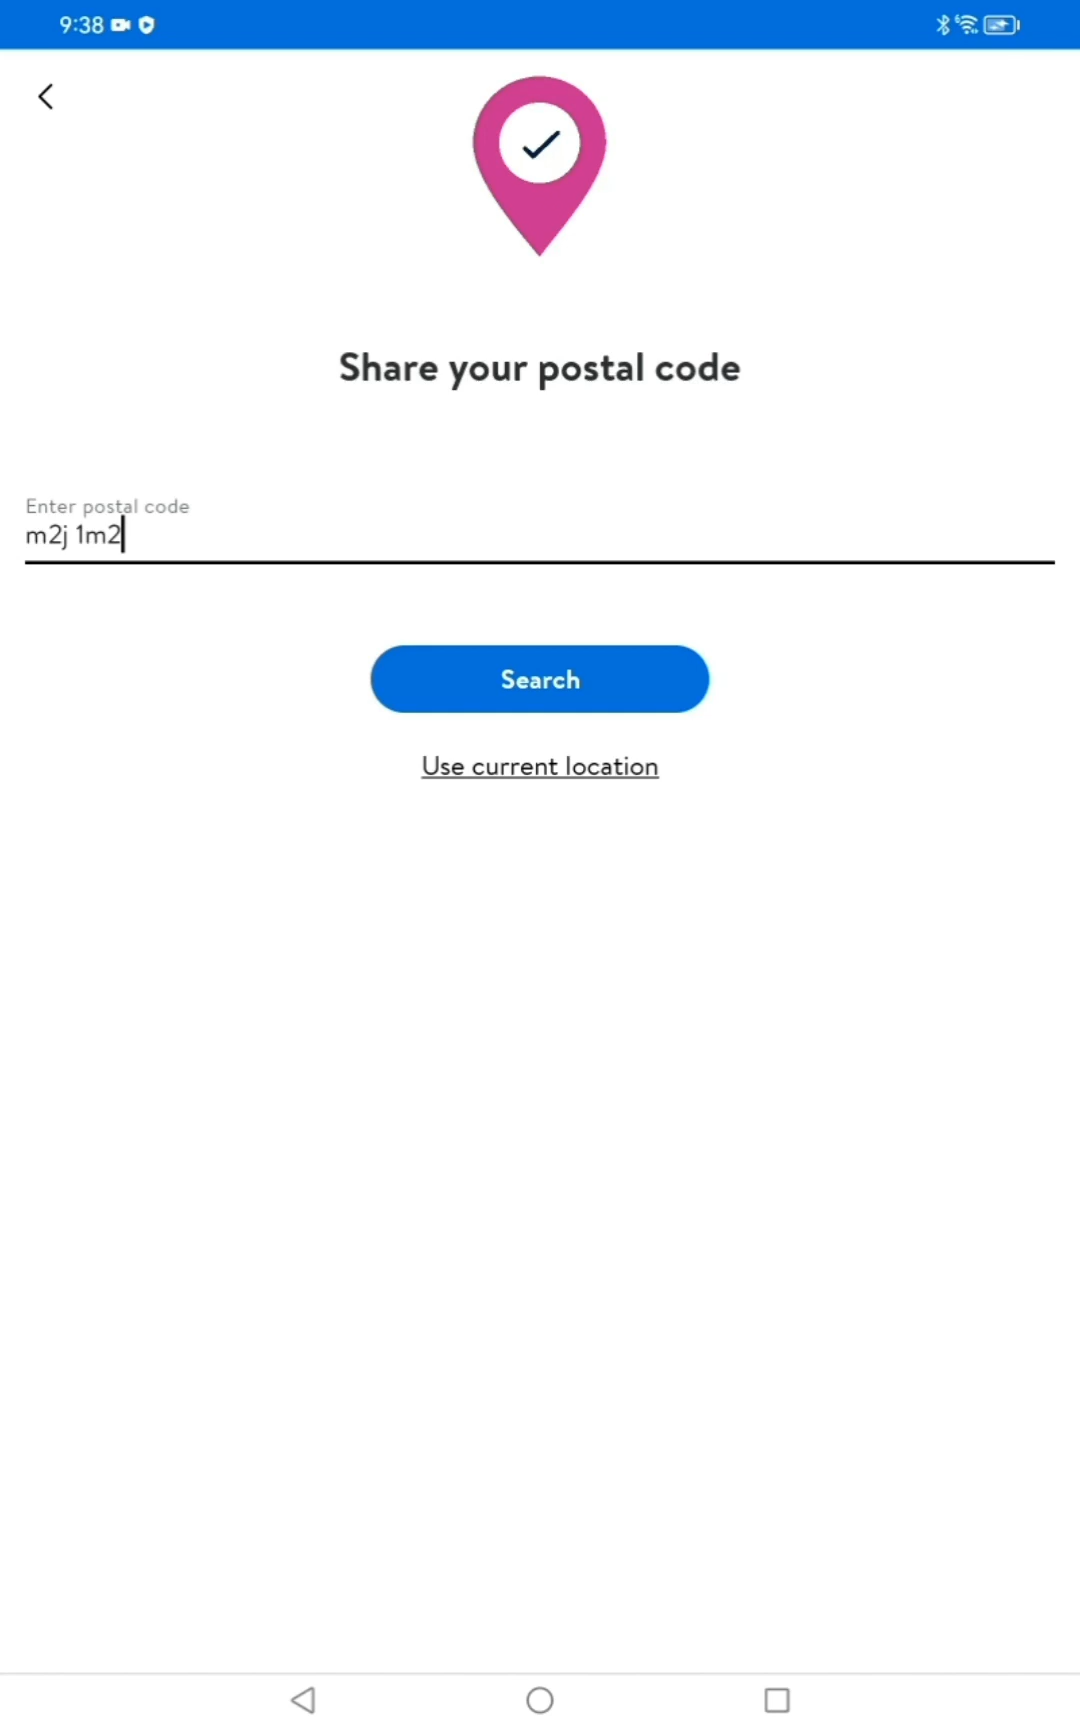 9:38
Share your postal code
Enter postal code
m2j 1m2
Search
Use current location